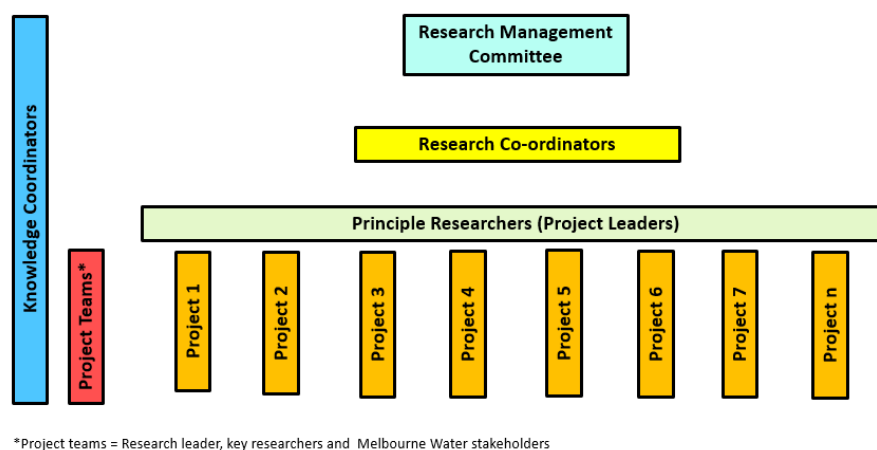 Research Management
Committee
Research Co-ordinators
Principle Researchers (Project Leaders)
Knowledge Coordinators
Project Teams*
Project 1
Project 2
Project 3
Project 4
Project 5
Project 6
Project 7
Project n
*Project teams = Research leader, key researchers and Melbourne Water stakeholders